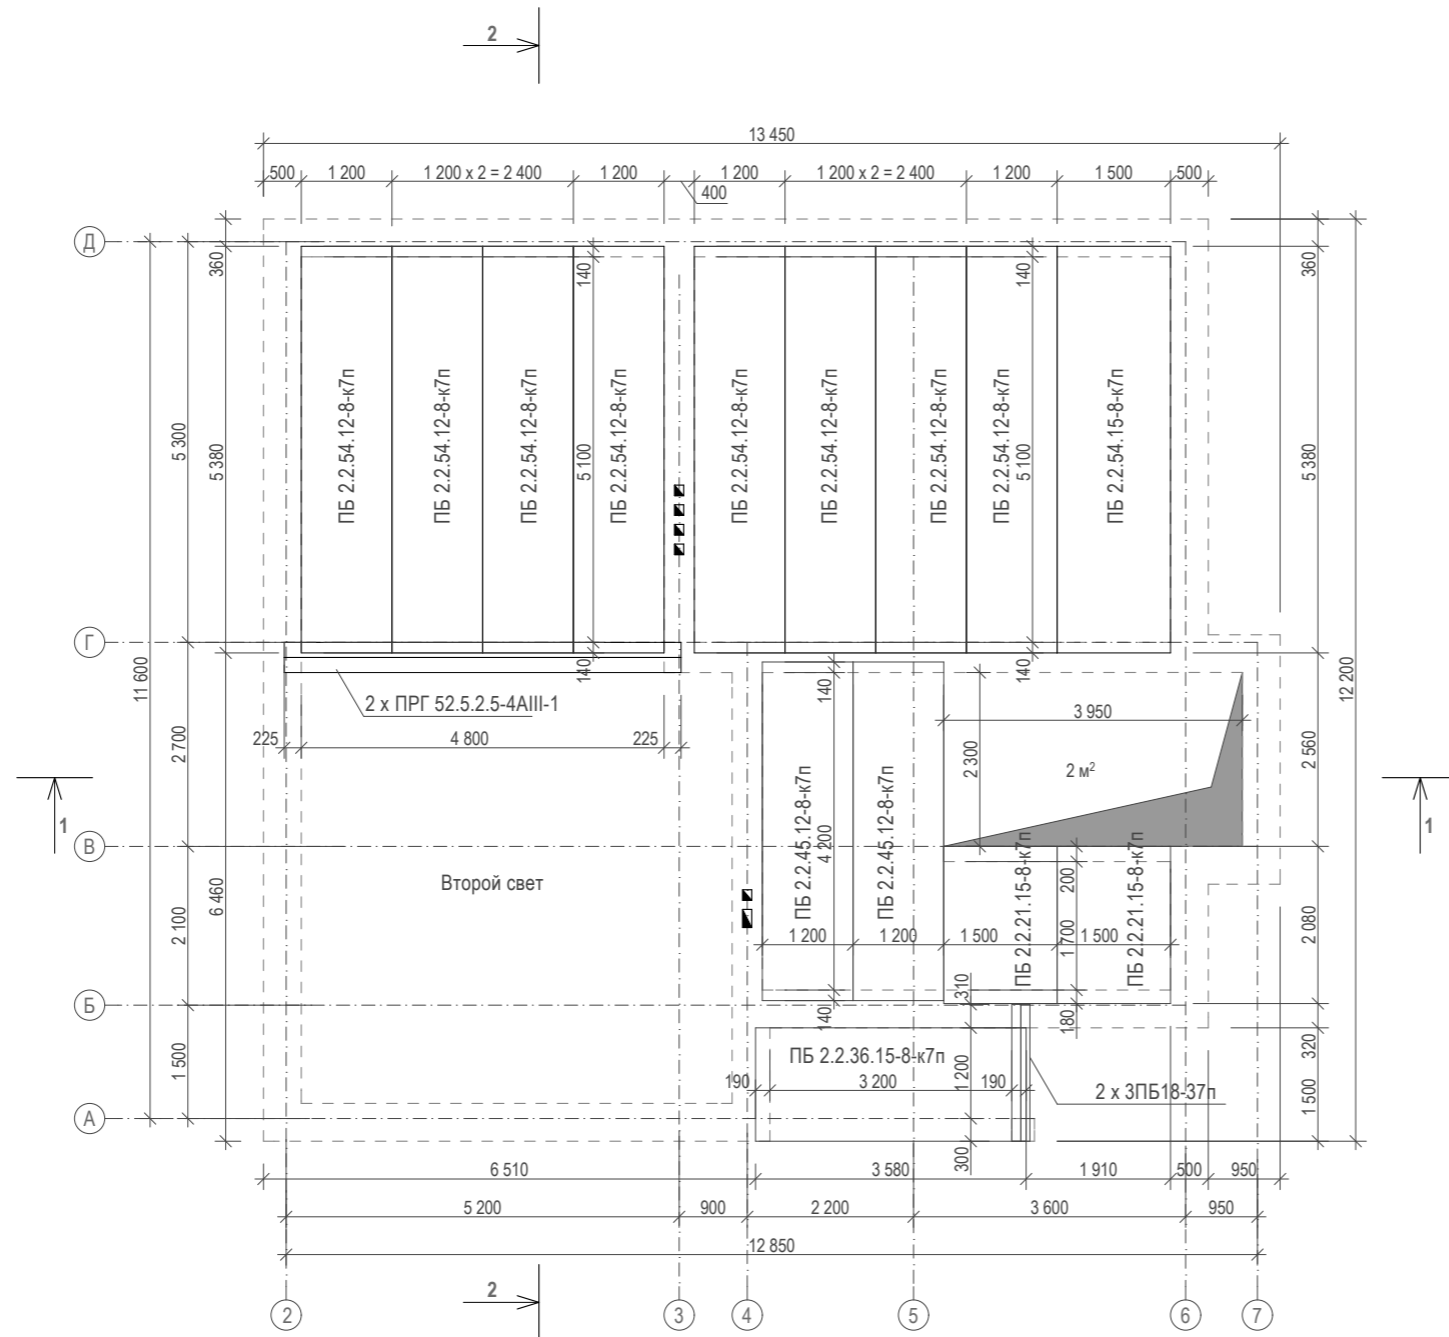 2
13 450
500
1 200
1 200 x 2 = 2 400
1 200
400
1 200
1 200 x 2 = 2 400
1 200
1 500
500
Д
360
140
140
360
11 600
5 300
5 380
ПБ 2.2.54.12-8-к7п
ПБ 2.2.54.12-8-к7п
ПБ 2.2.54.12-8-к7п
5 100
ПБ 2.2.54.12-8-к7п
ПБ 2.2.54.12-8-к7п
ПБ 2.2.54.12-8-к7п
ПБ 2.2.54.12-8-к7п
ПБ 2.2.54.12-8-к7п
5 100
ПБ 2.2.54.15-8-к7п
5 380
12 200
Г
140
140
140
2 х ПРГ 52.5.2.5-4АIII-1
225
4 800
225
2 700
3 950
2 300
2 м²
2 560
1
1
В
6 460
Второй свет
2 100
ПБ 2.2.45.12-8-к7п
4 200
ПБ 2.2.45.12-8-к7п
1 200
1 200
1 500
ПБ 2.2.21.15-8-к7п
200
1 700
1 500
ПБ 2.2.21.15-8-к7п
2 080
Б
140
310
180
320
1 500
ПБ 2.2.36.15-8-к7п
190
3 200
190
1 200
2 х 3ПБ18-37п
1 500
А
300
6 510
3 580
1 910
500
950
5 200
900
2 200
3 600
950
12 850
2
2
3
4
5
6
7